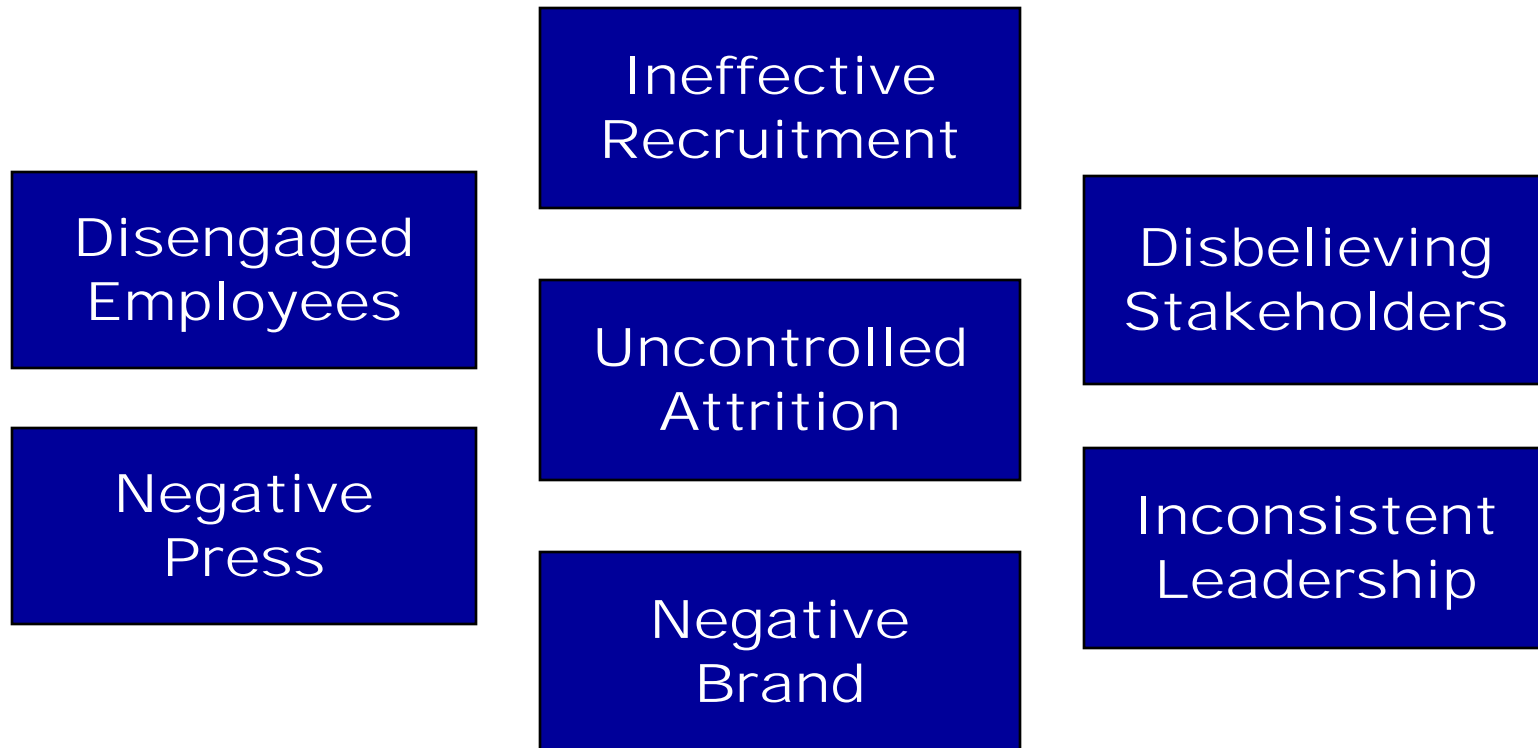 Ineffective
Recruitment
Disengaged
Employees
Disbelieving
Stakeholders
Uncontrolled
Attrition
Negative
Press
Inconsistent
Leadership
Negative
Brand